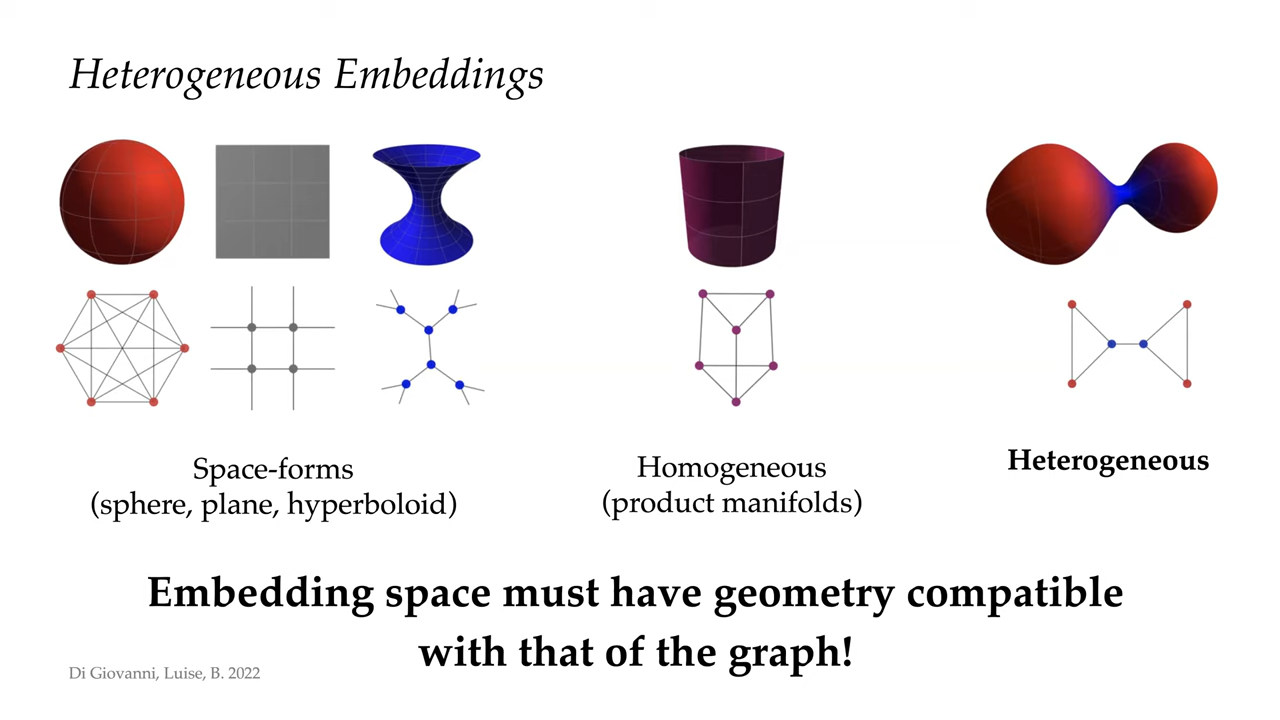 Heterogeneous Embeddings
Space-forms
(sphere, plane, hyperboloid)
Homogeneous
(product manifolds)
Heterogeneous
Embedding space must have geometry compatible
with that of the graph!
Di Giovanni, Luise, B. 2022